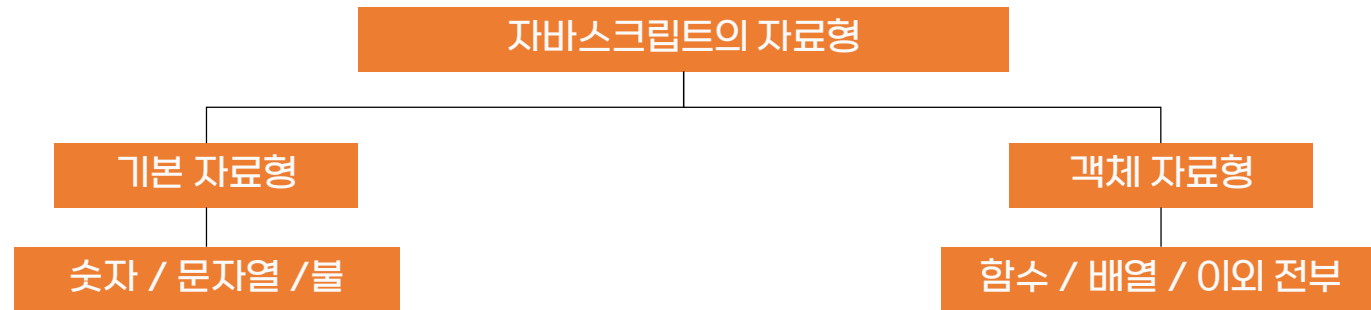 자바스크립트의 자료형
기본 자료형
객체 자료형
숫자 / 문자열 /불
함수 / 배열 / 이외 전부